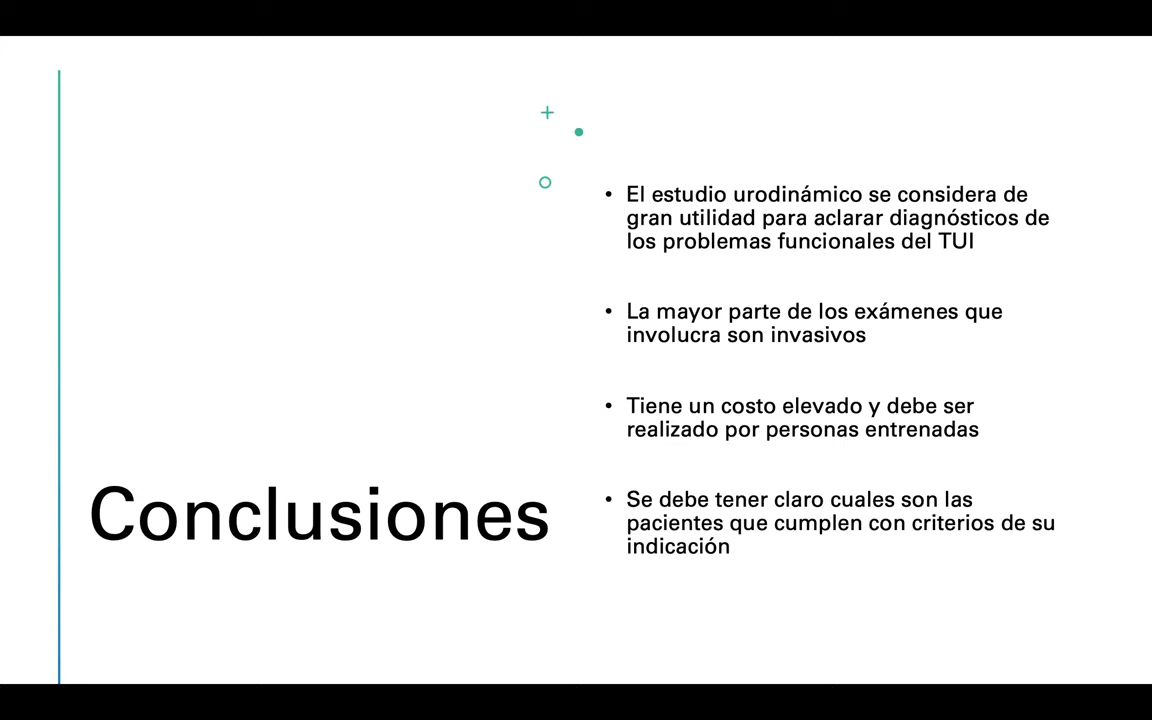 Conclusiones
• El estudio urodinámico se considera de
gran utilidad para aclarar diagnósticos de
los problemas funcionales del TUI
• La mayor parte de los exámenes que
involucra son invasivos
• Tiene un costo elevado y debe ser
realizado por personas entrenadas
• Se debe tener claro cuales son las
pacientes que cumplen con criterios de su
indicación